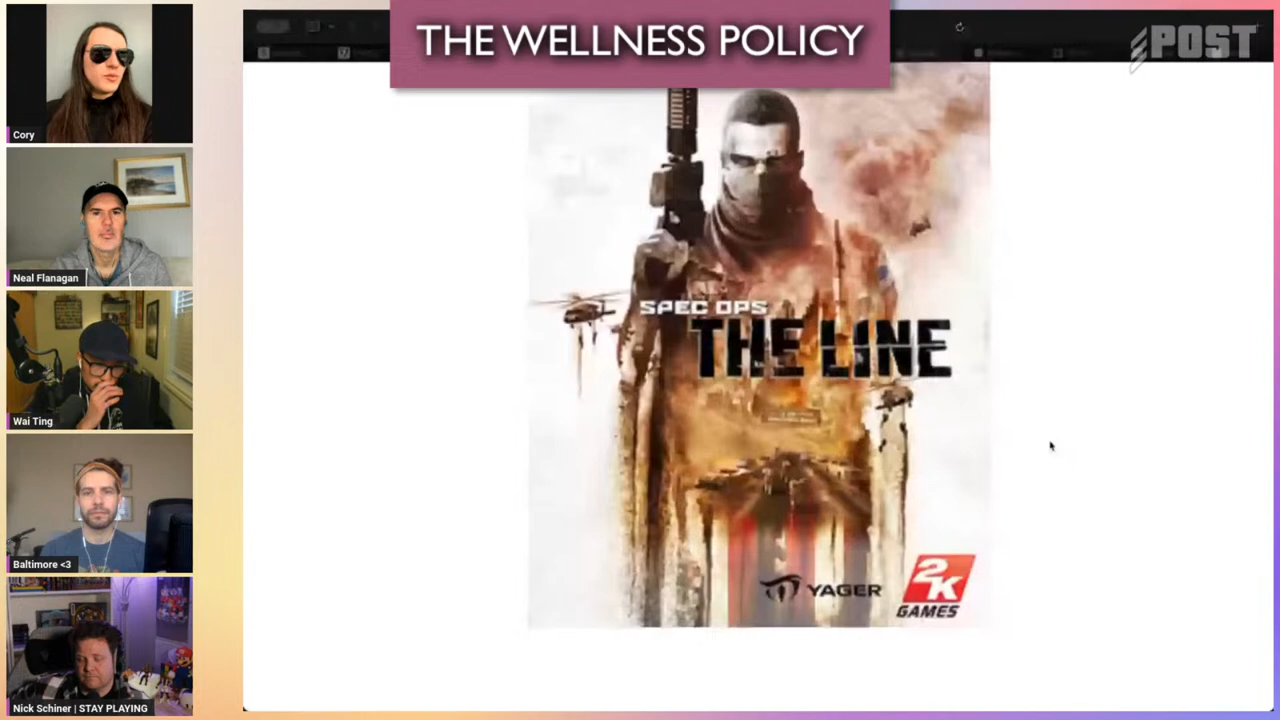 THE WELLNESS POLICY
POST
Cory
Neal Flanagan
Wai Ting
Baltimore <3
Nick Schiner | STAY PLAYING
SPEC OPS
THE LINE
YAGER
2K
GAMES